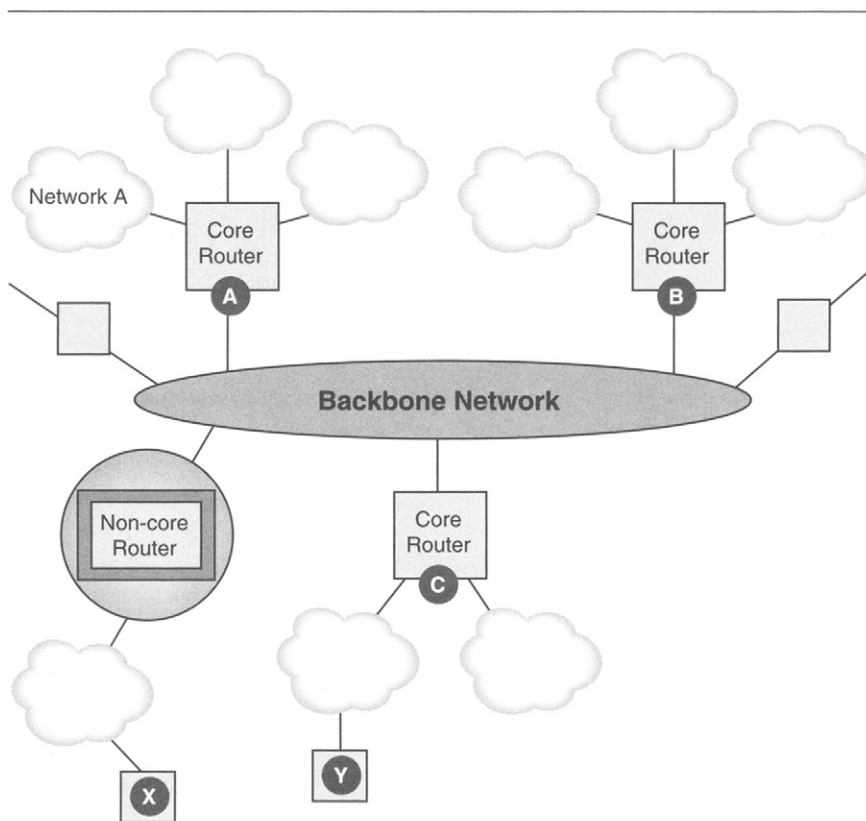 Network A
Core
Router
A
Core
Router
B
Backbone Network
Non-core
Router
Core
Router
C
X
Y